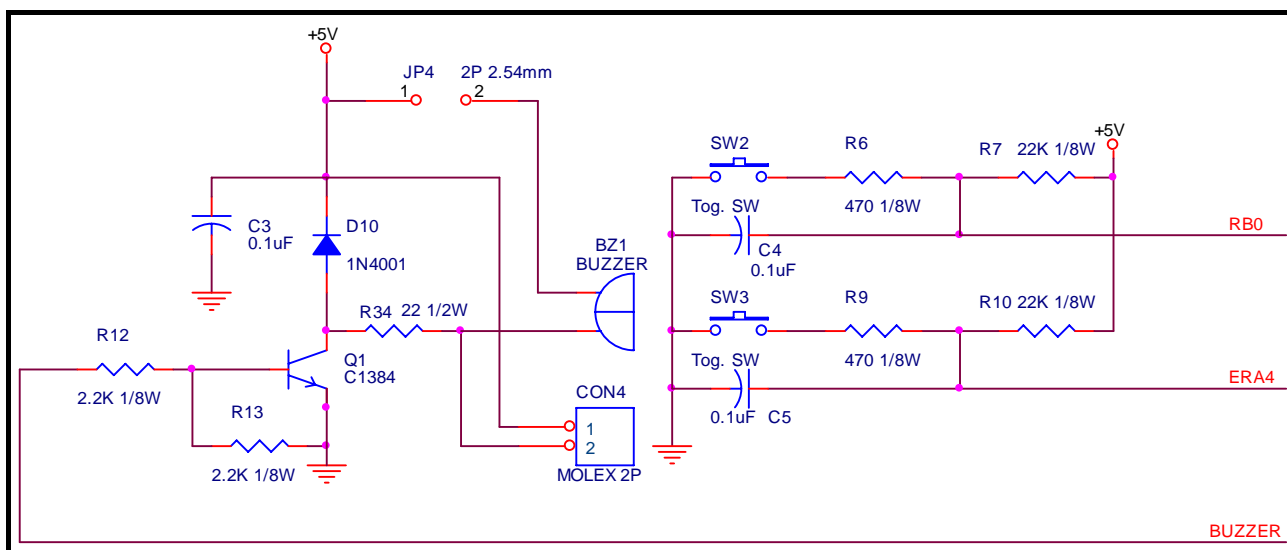 +5V
JP4
2P 2.54mm
1
2
C3
0.1uF
D10
1N4001
BZ1
BUZZER
R34
22 1/2W
R12
2.2K 1/8W
Q1
C1384
R13
2.2K 1/8W
CON4
1
2
MOLEX 2P
SW2
Tog. SW
R6
470 1/8W
R7
22K 1/8W
+5V
C4
0.1uF
RB0
SW3
Tog. SW
R9
470 1/8W
R10
22K 1/8W
0.1uF
C5
ERA4
BUZZER